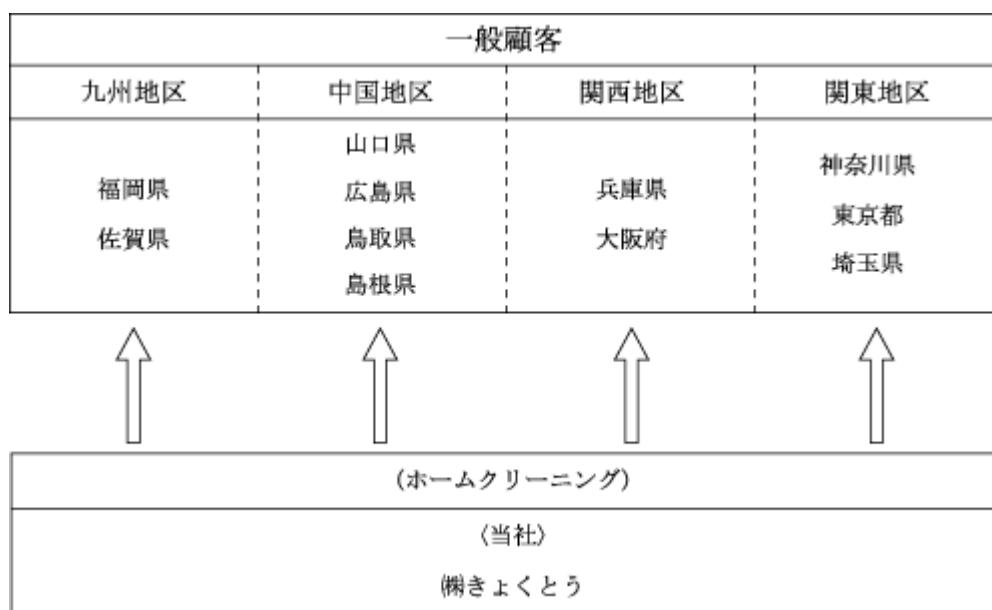 一般顧客
九州地区
中国地区
関西地区
関東地区
福岡県
佐賀県
山口県
広島県
鳥取県
島根県
兵庫県
大阪府
神奈川県
東京都
埼玉県
(ホームクリーニング)
〈当社〉
㈱きょくとう